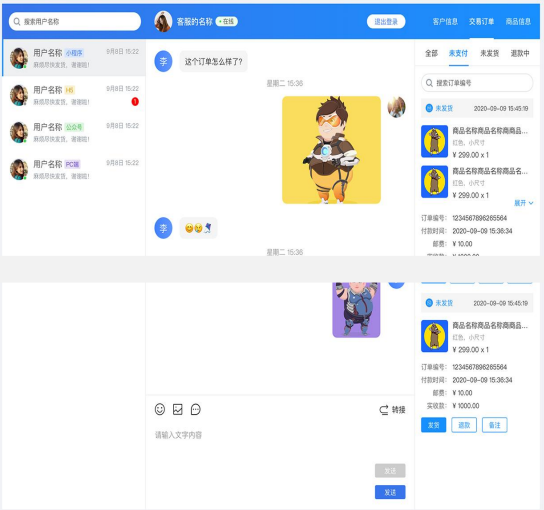 搜索用户名称
客服的名称
在线
退出登录
客户信息
交易订单
商品信息
用户名称 小程序
9月8日 15:22
麻烦尽快发货，谢谢啦！
用户名称 H5
9月8日 15:22
麻烦尽快发货，谢谢啦！
1
用户名称 公众号
9月8日 15:22
麻烦尽快发货，谢谢啦！
用户名称 PC端
9月8日 15:22
麻烦尽快发货，谢谢啦！
李
这个订单怎么样了?
星期二 15:36
李
星期二 15:36
全部
未支付
未发货
退款中
搜索订单编号
未发货
2020-09-09 15:45:19
商品名称商品名称商商品...
红色，小尺寸
¥ 299.00 x 1
商品名称商品名称商品名...
红色，小尺寸
¥ 299.00 x 1
展开
订单编号： 1234567896265564
付款时间： 2020-09-09 15:36:34
邮费： ¥ 10.00
实收款： ¥ 1000.00
转接
请输入文字内容
发送
发送
未发货
2020-09-09 15:45:19
商品名称商品名称商商品...
红色，小尺寸
¥ 299.00 x 1
订单编号： 1234567896265564
付款时间： 2020-09-09 15:36:34
邮费： ¥ 10.00
实收款： ¥ 1000.00
发货
退款
备注